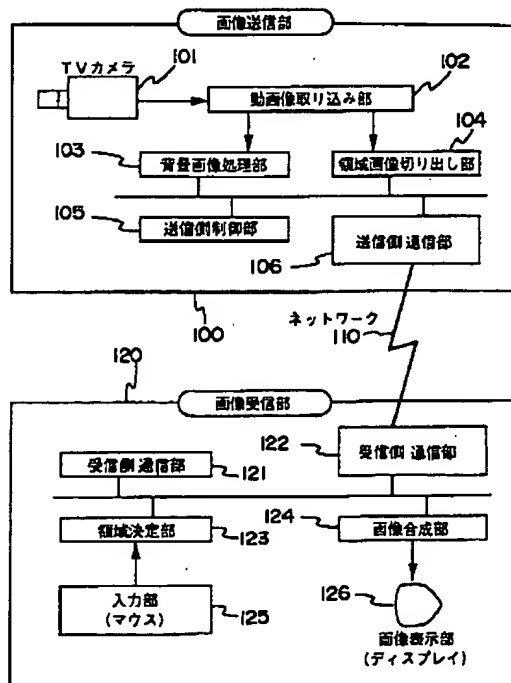 画像送信部
TVカメラ
101
102
動画像取り込み部
103
104
背景画像処理部
領域画像切り出し部
105
送信側制御部
送信側通信部
106
100
ネットワーク
110
120
画像受信部
122
受信側通信部
受信側通信部
121
124
領域決定部
123
画像合成部
入力部
(マウス)
125
126
画像表示部
(ディスプレイ)